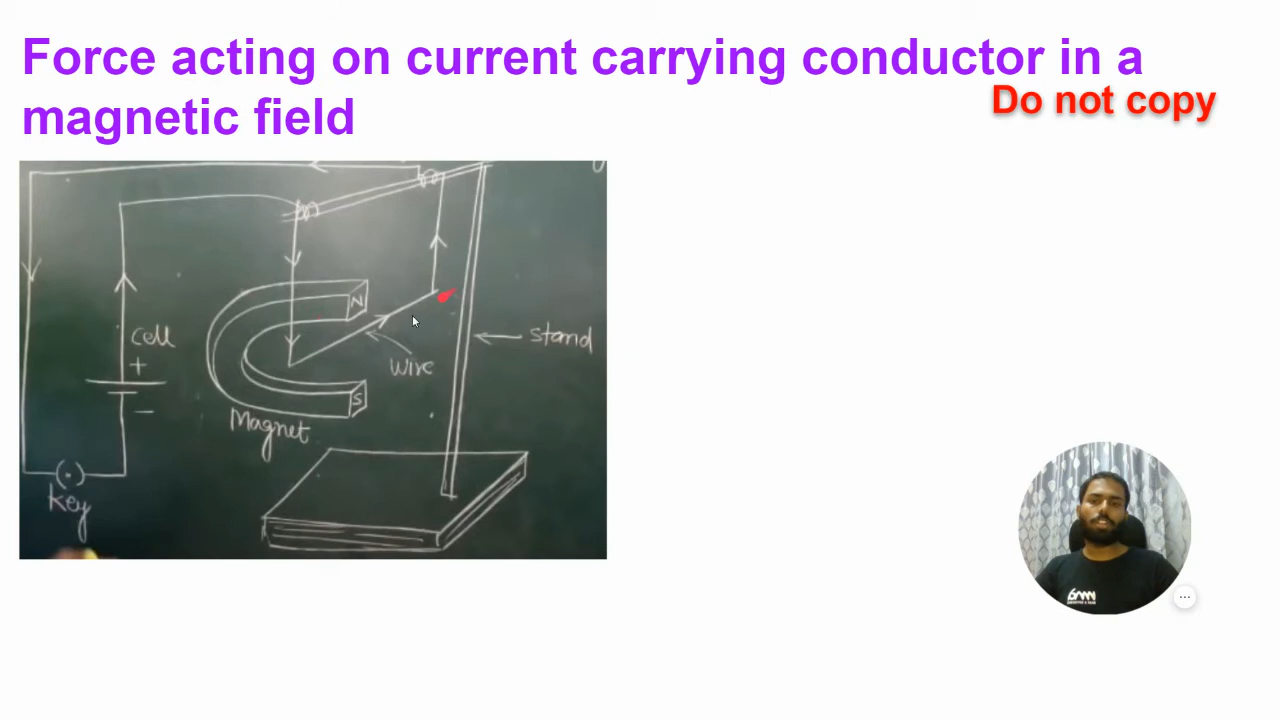 Force acting on current carrying conductor in a
magnetic field
Do not copy
N
cell
+
stand
wire
−
S
Magnet
key